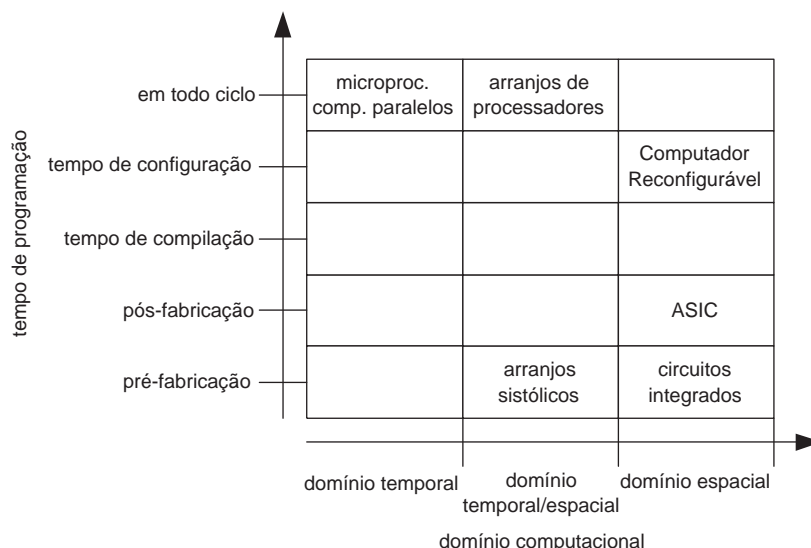 tempo de programação
em todo ciclo
microproc.
comp. paralelos
arranjos de
processadores
tempo de configuração
Computador
Reconfigurável
tempo de compilação
pós-fabricação
ASIC
pré-fabricação
arranjos
sistólicos
circuitos
integrados
domínio temporal
domínio
temporal/espacial
domínio espacial
domínio computacional